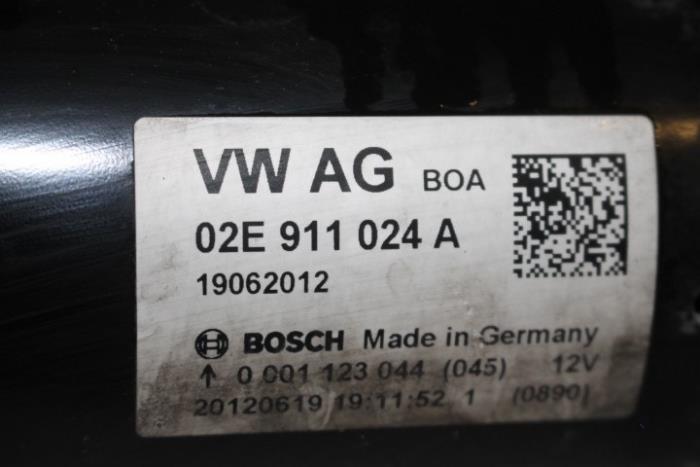 VW AG BOA
02E 911 024 A
19062012
BOSCH Made in Germany
↑ 0 001 123 044 (045) 12V
20120619 19:11:52 1 (0890)